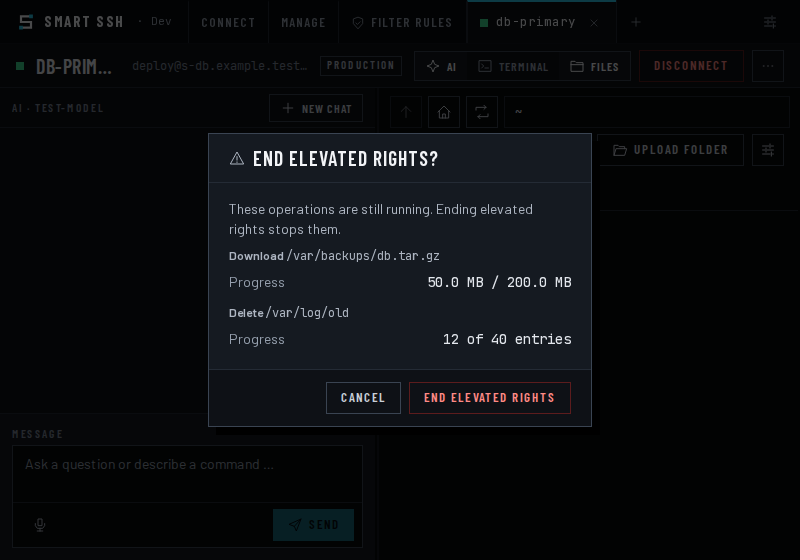 SMART SSH · Dev CONNECT MANAGE FILTER RULES db-primary
DB-PRIM... deploy@s-db.example.test... PRODUCTION AI TERMINAL FILES DISCONNECT
AI · TEST-MODEL NEW CHAT ~
UPLOAD FOLDER
END ELEVATED RIGHTS?
These operations are still running. Ending elevated
rights stops them.
Download /var/backups/db.tar.gz
Progress 50.0 MB / 200.0 MB
Delete /var/log/old
Progress 12 of 40 entries
CANCEL END ELEVATED RIGHTS
MESSAGE
Ask a question or describe a command ...
SEND